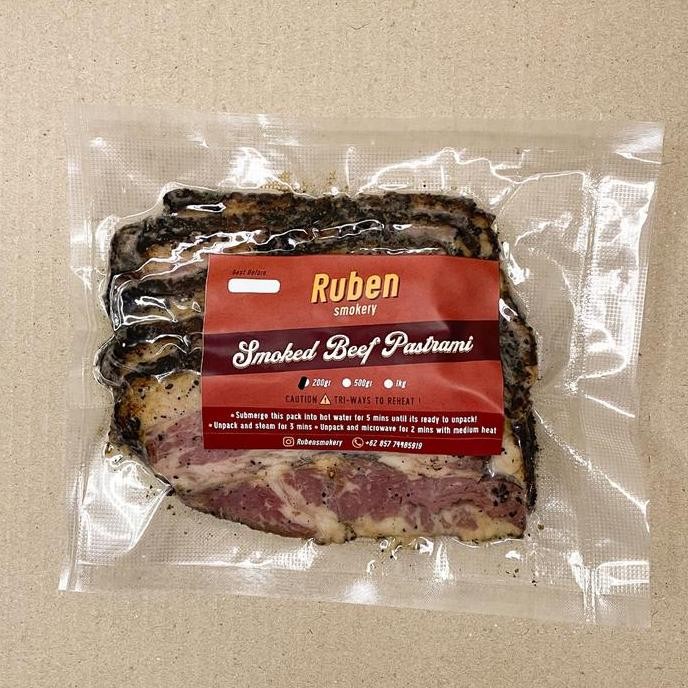 Best Before
Ruben
smokery
Smoked Beef Pastrami
200gr 500gr 1kg
CAUTION TRI-WAYS TO REHEAT !
* Submerge this pack into hot water for 5 mins until its ready to unpack!
* Unpack and steam for 3 mins * Unpack and microwave for 2 mins with medium heat
Rubensmokery +62 857 74985919